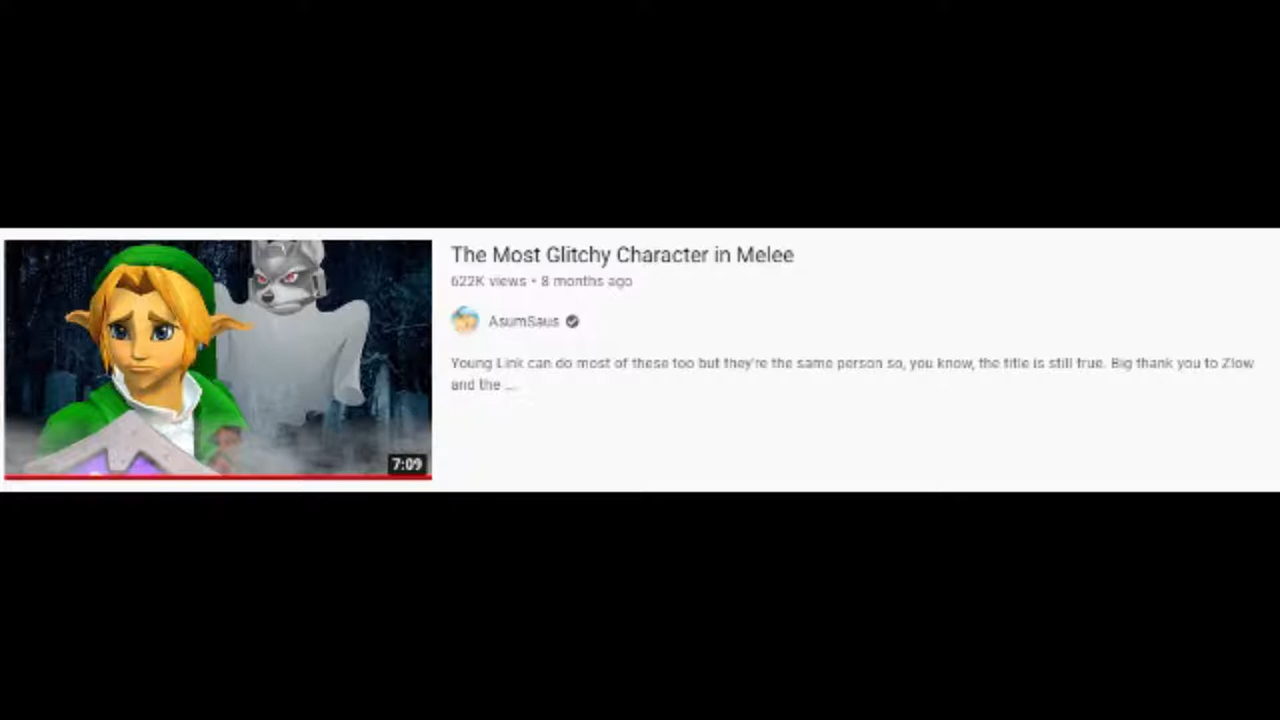 The Most Glitchy Character in Melee
622K views • 8 months ago
AsumSaus
Young Link can do most of these too but they're the same person so, you know, the title is still true. Big thank you to Zlow
and the ...
7:09